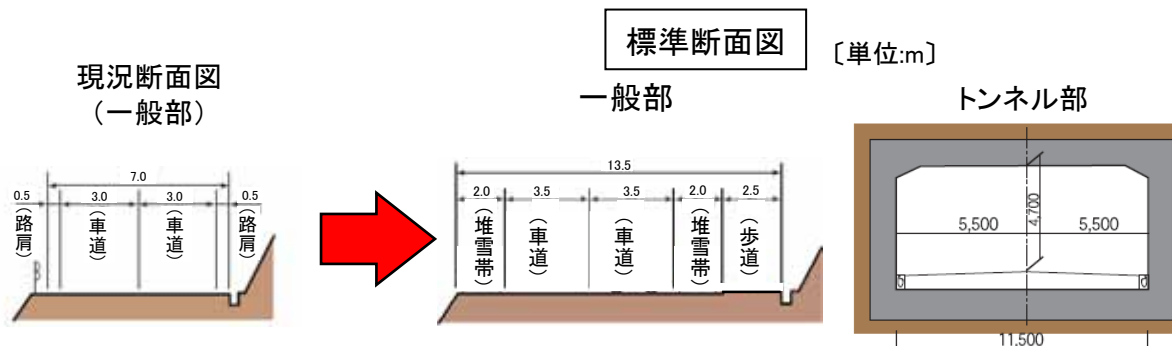 標準断面図
〔単位:m〕
現況断面図
（一般部）
7.0
0.5
3.0
3.0
0.5
（路肩）
（車道）
（車道）
（路肩）
一般部
13.5
2.0
3.5
3.5
2.0
2.5
（堆雪帯）
（車道）
（車道）
（堆雪帯）
（歩道）
トンネル部
5,500
4,700
5,500
11,500